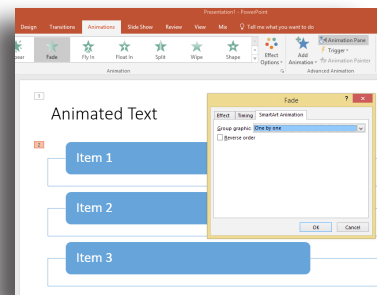 Presentation1 - PowerPoint
Design Transitions Animations Slide Show Review View Mix Tell me what you want to do
Fade Fly In Float In Split Wipe Shape
Effect Options
Add Animation
Animation Pane
Trigger
Animation Painter
Animation
Advanced Animation
1
Animated Text
2
Item 1
Item 2
Item 3
Fade
? ×
Effect Timing SmartArt Animation
Group graphic: One by one
Reverse order
OK Cancel